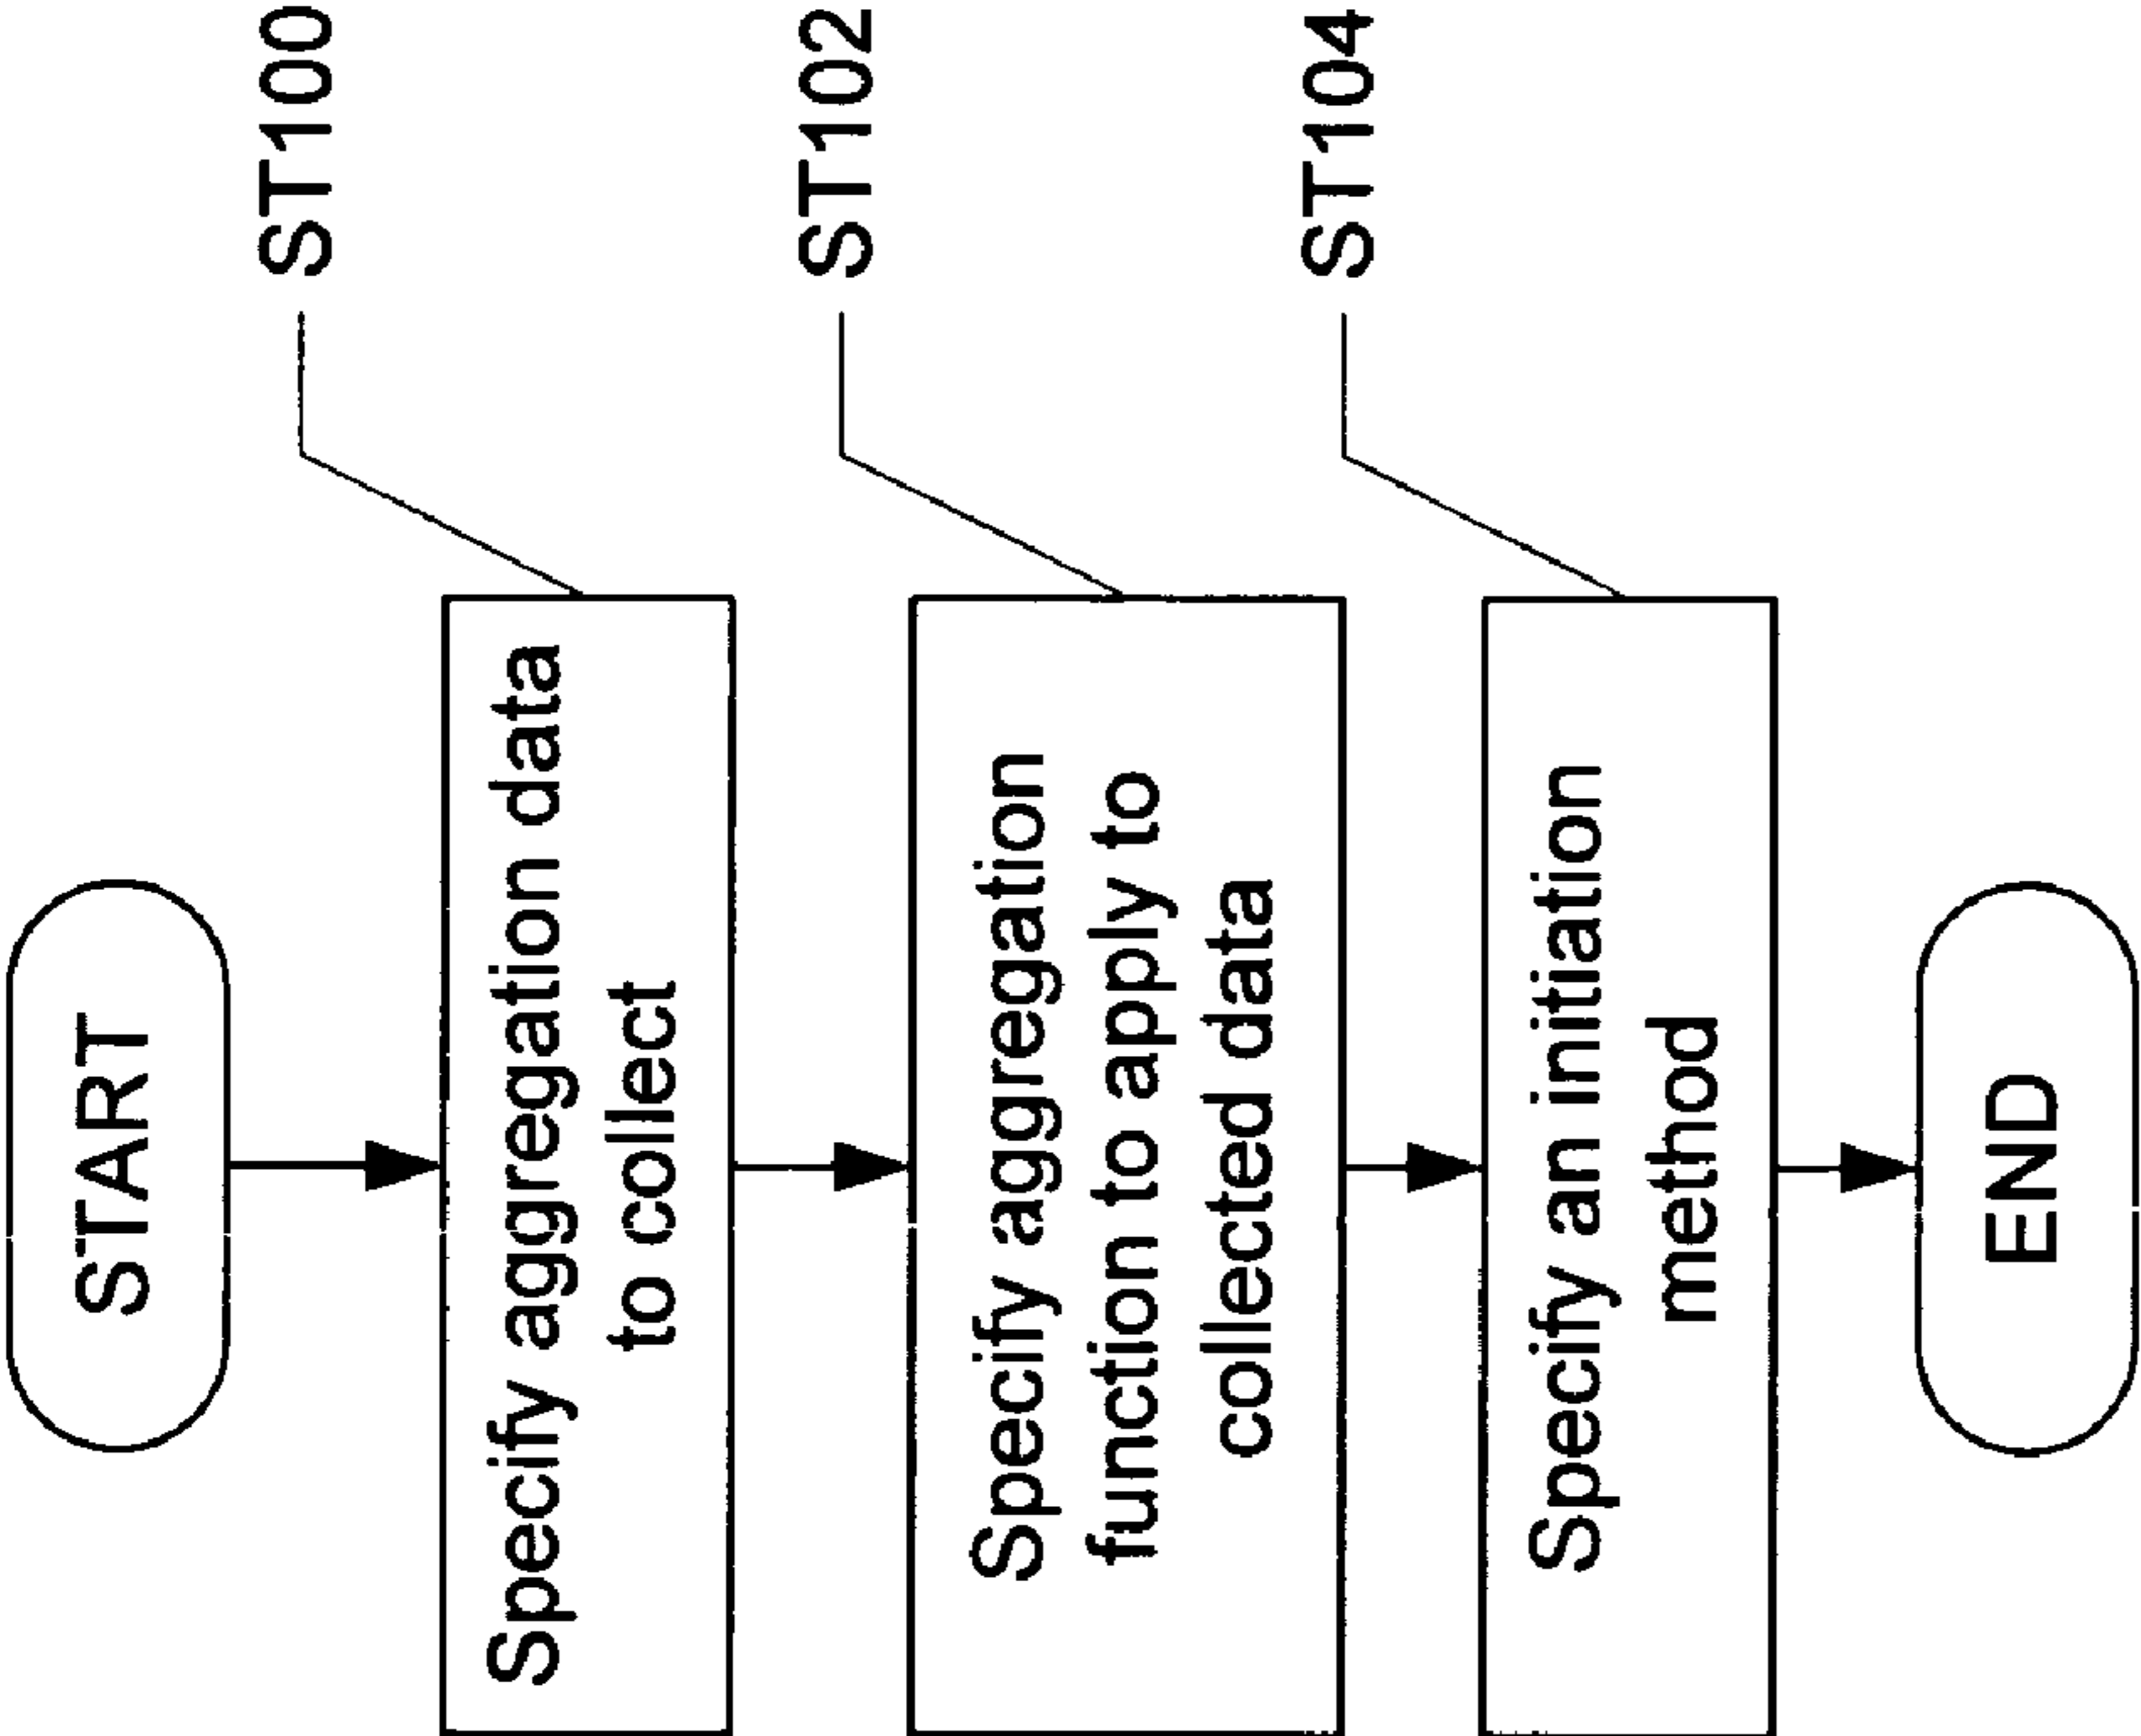 START
ST100
Specify aggregation data
to collect
ST102
Specify aggregation
function to apply to
collected data
ST104
Specify an initiation
method
END